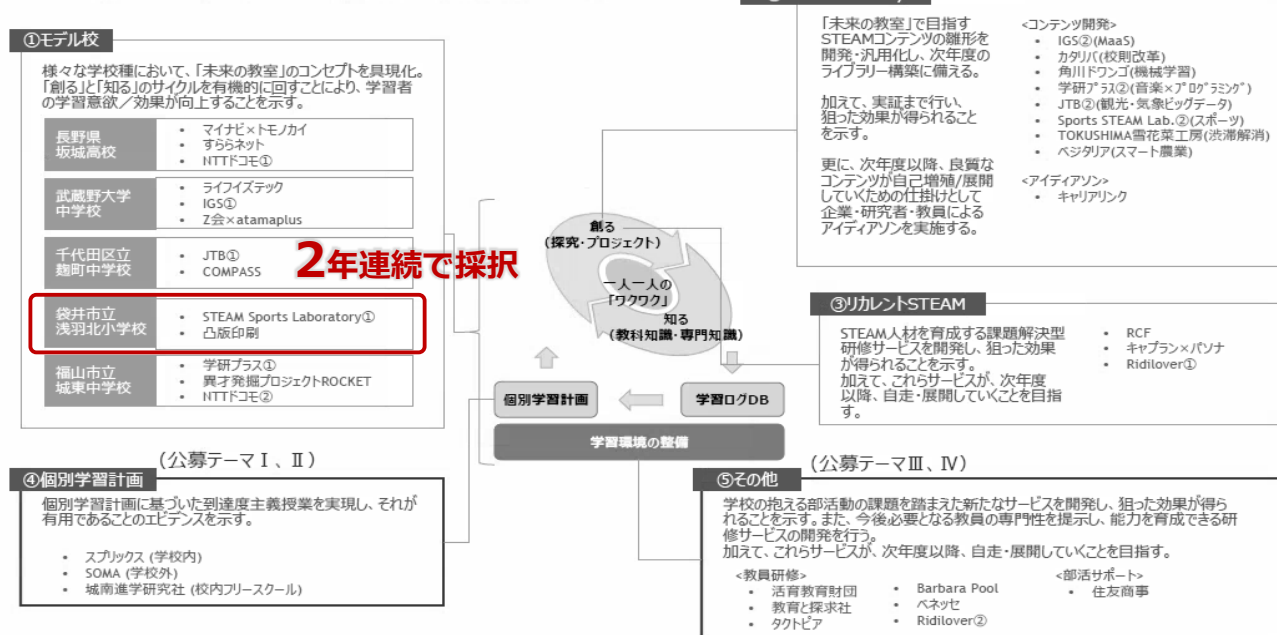 ①モデル校
様々な学校種において、「未来の教室」のコンセプトを具現化。
「創る」と「知る」のサイクルを有機的に回すことにより、学習者
の学習意欲／効果が向上することを示す。
長野県
坂城高校
• マイナビ×トモノカイ
• すららネット
• NTTドコモ①
武蔵野大学
中学校
• ライフイズテック
• IGS①
• Z会×atamaplus
千代田区立
麹町中学校
• JTB①
• COMPASS
2年連続で採択
袋井市立
浅羽北小学校
• STEAM Sports Laboratory①
• 凸版印刷
福山市立
城東中学校
• 学研プラス①
• 異才発掘プロジェクトROCKET
• NTTドコモ②
創る
(探究・プロジェクト)
一人一人の
「ワクワク」
知る
(教科知識・専門知識)
個別学習計画
学習ログDB
学習環境の整備
「未来の教室」で目指す
STEAMコンテンツの雛形を
開発・汎用化し、次年度の
ライブラリー構築に備える。
加えて、実証まで行い、
狙った効果が得られること
を示す。
更に、次年度以降、良質な
コンテンツが自己増殖/展開
していくための仕掛けとして
企業・研究者・教員による
アイディアソンを実施する。
<コンテンツ開発>
• IGS②(MaaS)
• カタリバ(校則改革)
• 角川ドワンゴ(機械学習)
• 学研プラス②(音楽×プログラミング)
• JTB②(観光・気象ビッグデータ)
• Sports STEAM Lab.②(スポーツ)
• TOKUSHIMA雪花菜工房(渋滞解消)
• ベジタリア(スマート農業)
<アイディアソン>
• キャリアリンク
③リカレントSTEAM
STEAM人材を育成する課題解決型
研修サービスを開発し、狙った効果
が得られることを示す。
加えて、これらサービスが、次年度
以降、自走・展開していくことを目指
す。
• RCF
• キャプラン×パソナ
• Ridilover①
(公募テーマⅠ、Ⅱ)
④個別学習計画
個別学習計画に基づいた到達度主義授業を実現し、それが
有用であることのエビデンスを示す。
• スプリックス (学校内)
• SOMA (学校外)
• 城南進学研究社 (校内フリースクール)
(公募テーマⅢ、Ⅳ)
⑤その他
学校の抱える部活動の課題を踏まえた新たなサービスを開発し、狙った効果が得ら
れることを示す。また、今後必要となる教員の専門性を提示し、能力を育成できる研
修サービスの開発を行う。
加えて、これらサービスが、次年度以降、自走・展開していくことを目指す。
<教員研修>
• 活育教育財団
• 教育と探求社
• タクトピア
• Barbara Pool
• ベネッセ
• Ridilover②
<部活サポート>
• 住友商事